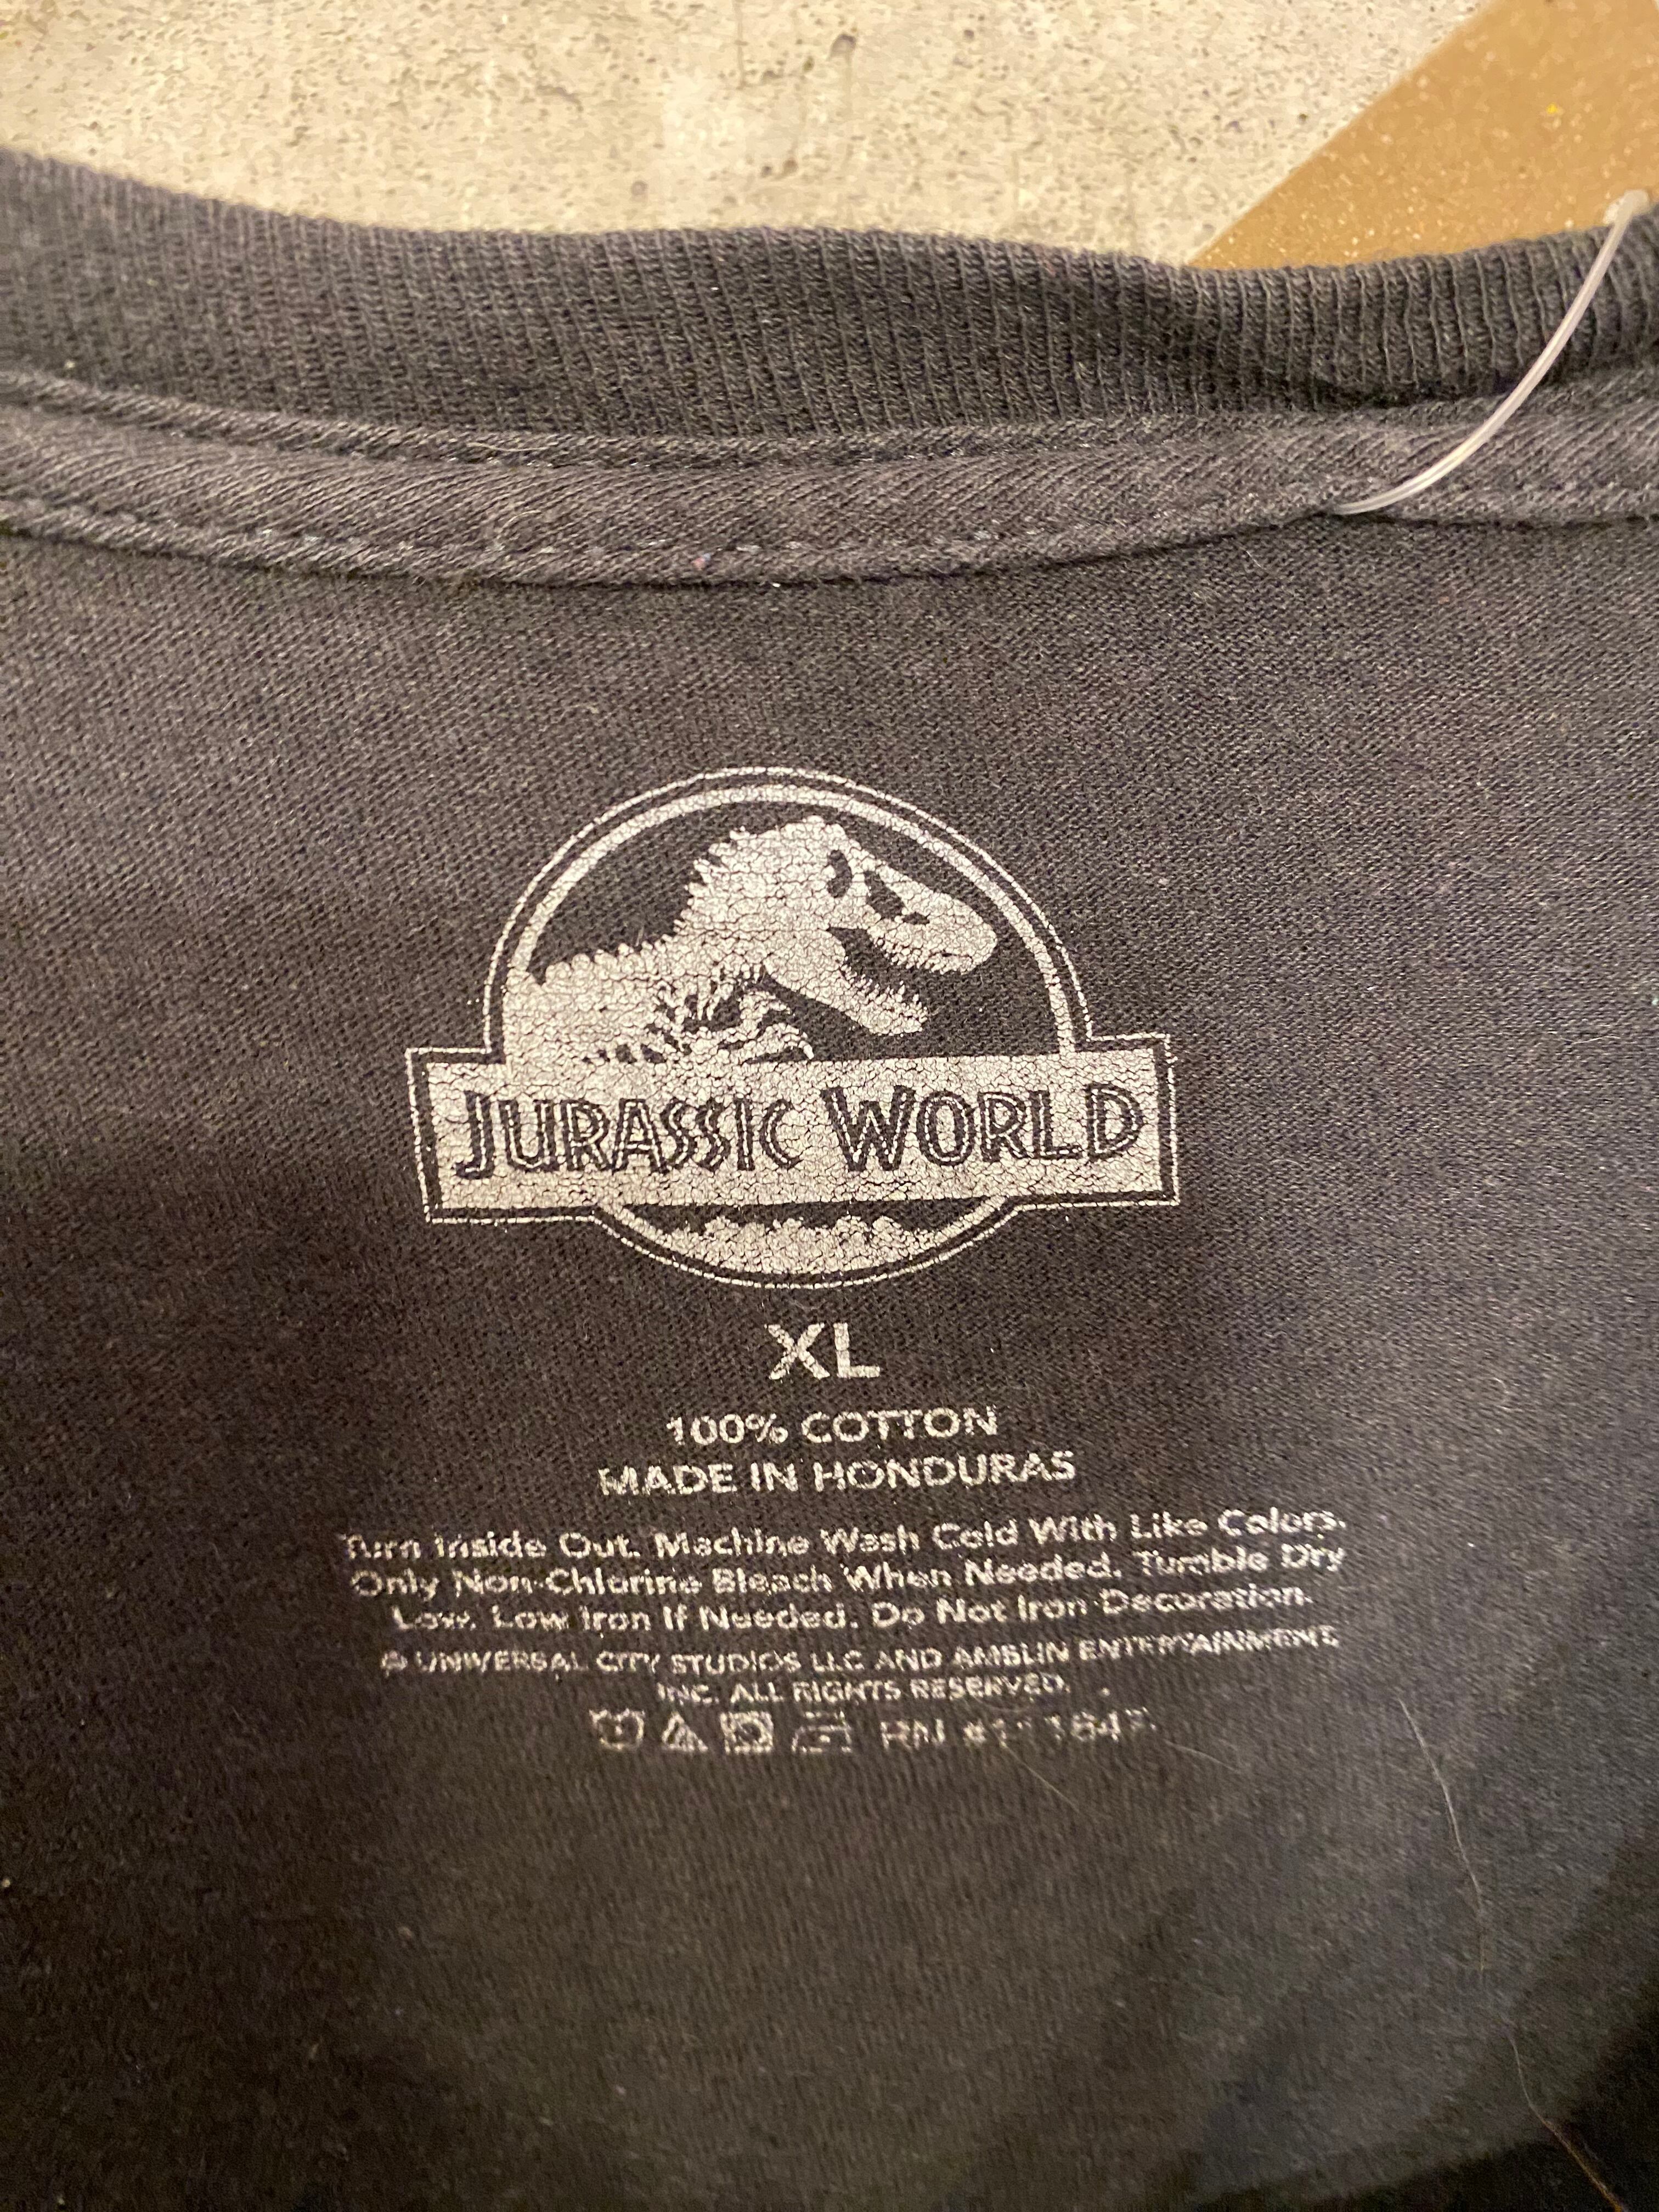 JURASSIC WORLD
XL
100% COTTON
MADE IN HONDURAS
Turn Inside Out. Machine Wash Cold With Like Colors.
Only Non-Chlorine Bleach When Needed. Tumble Dry
Low. Low Iron If Needed. Do Not Iron Decoration.
© UNIVERSAL CITY STUDIOS LLC AND AMBLIN ENTERTAINMENT
INC. ALL RIGHTS RESERVED.
RN